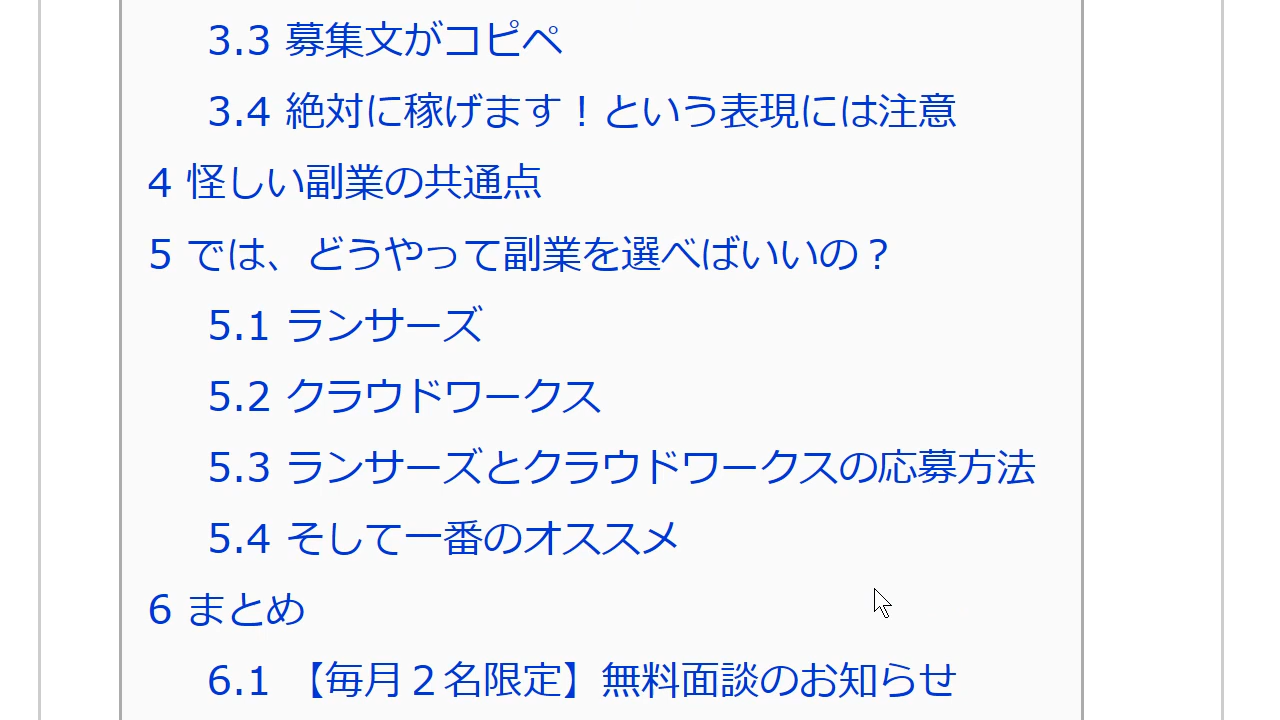 3.3 募集文がコピペ
3.4 絶対に稼げます！という表現には注意
4 怪しい副業の共通点
5 では、どうやって副業を選べばいいの？
5.1 ランサーズ
5.2 クラウドワークス
5.3 ランサーズとクラウドワークスの応募方法
5.4 そして一番のオススメ
6 まとめ
6.1 【毎月２名限定】無料面談のお知らせ